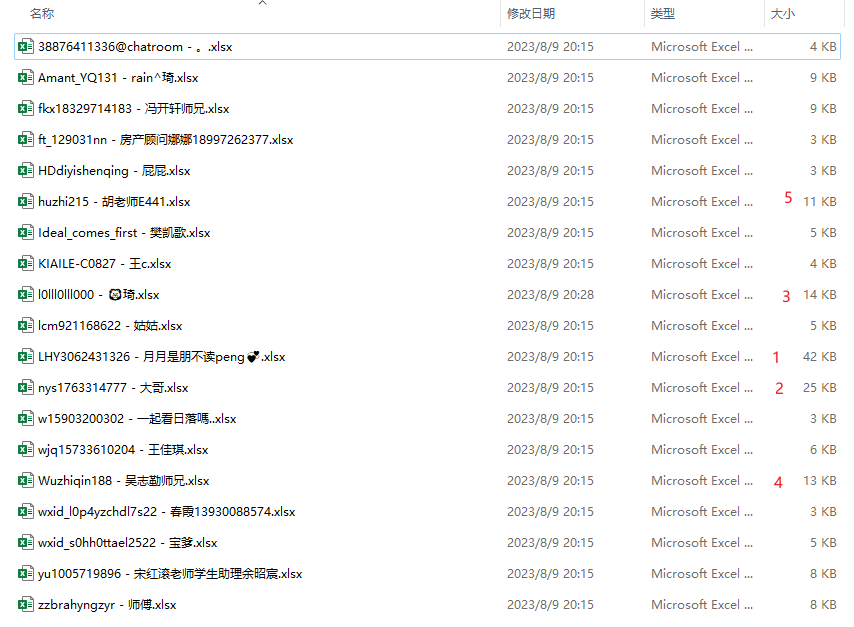 名称 修改日期 类型 大小
38876411336@chatroom - 。.xlsx 2023/8/9 20:15 Microsoft Excel ... 4 KB
Amant_YQ131 - rain^琦.xlsx 2023/8/9 20:15 Microsoft Excel ... 9 KB
fkx18329714183 - 冯开轩师兄.xlsx 2023/8/9 20:15 Microsoft Excel ... 9 KB
ft_129031nn - 房产顾问娜娜18997262377.xlsx 2023/8/9 20:15 Microsoft Excel ... 3 KB
HDdiyishenqing - 屁屁.xlsx 2023/8/9 20:15 Microsoft Excel ... 3 KB
huzhi215 - 胡老师E441.xlsx 2023/8/9 20:15 Microsoft Excel ... 5 11 KB
Ideal_comes_first - 樊凯歌.xlsx 2023/8/9 20:15 Microsoft Excel ... 5 KB
KIAILE-C0827 - 王c.xlsx 2023/8/9 20:15 Microsoft Excel ... 4 KB
l0lll0lll000 - 🐵琦.xlsx 2023/8/9 20:28 Microsoft Excel ... 3 14 KB
lcm921168622 - 姑姑.xlsx 2023/8/9 20:15 Microsoft Excel ... 5 KB
LHY3062431326 - 月月是朋不读peng💞.xlsx 2023/8/9 20:15 Microsoft Excel ... 1 42 KB
nys1763314777 - 大哥.xlsx 2023/8/9 20:15 Microsoft Excel ... 2 25 KB
w15903200302 - 一起看日落嗎..xlsx 2023/8/9 20:15 Microsoft Excel ... 3 KB
wjq15733610204 - 王佳琪.xlsx 2023/8/9 20:15 Microsoft Excel ... 6 KB
Wuzhiqin188 - 吴志勤师兄.xlsx 2023/8/9 20:15 Microsoft Excel ... 4 13 KB
wxid_l0p4yzchdl7s22 - 春霞13930088574.xlsx 2023/8/9 20:15 Microsoft Excel ... 3 KB
wxid_s0hh0ttael2522 - 宝爹.xlsx 2023/8/9 20:15 Microsoft Excel ... 5 KB
yu1005719896 - 宋红滚老师学生助理余昭宸.xlsx 2023/8/9 20:15 Microsoft Excel ... 8 KB
zzbrahyngzyr - 师傅.xlsx 2023/8/9 20:15 Microsoft Excel ... 8 KB